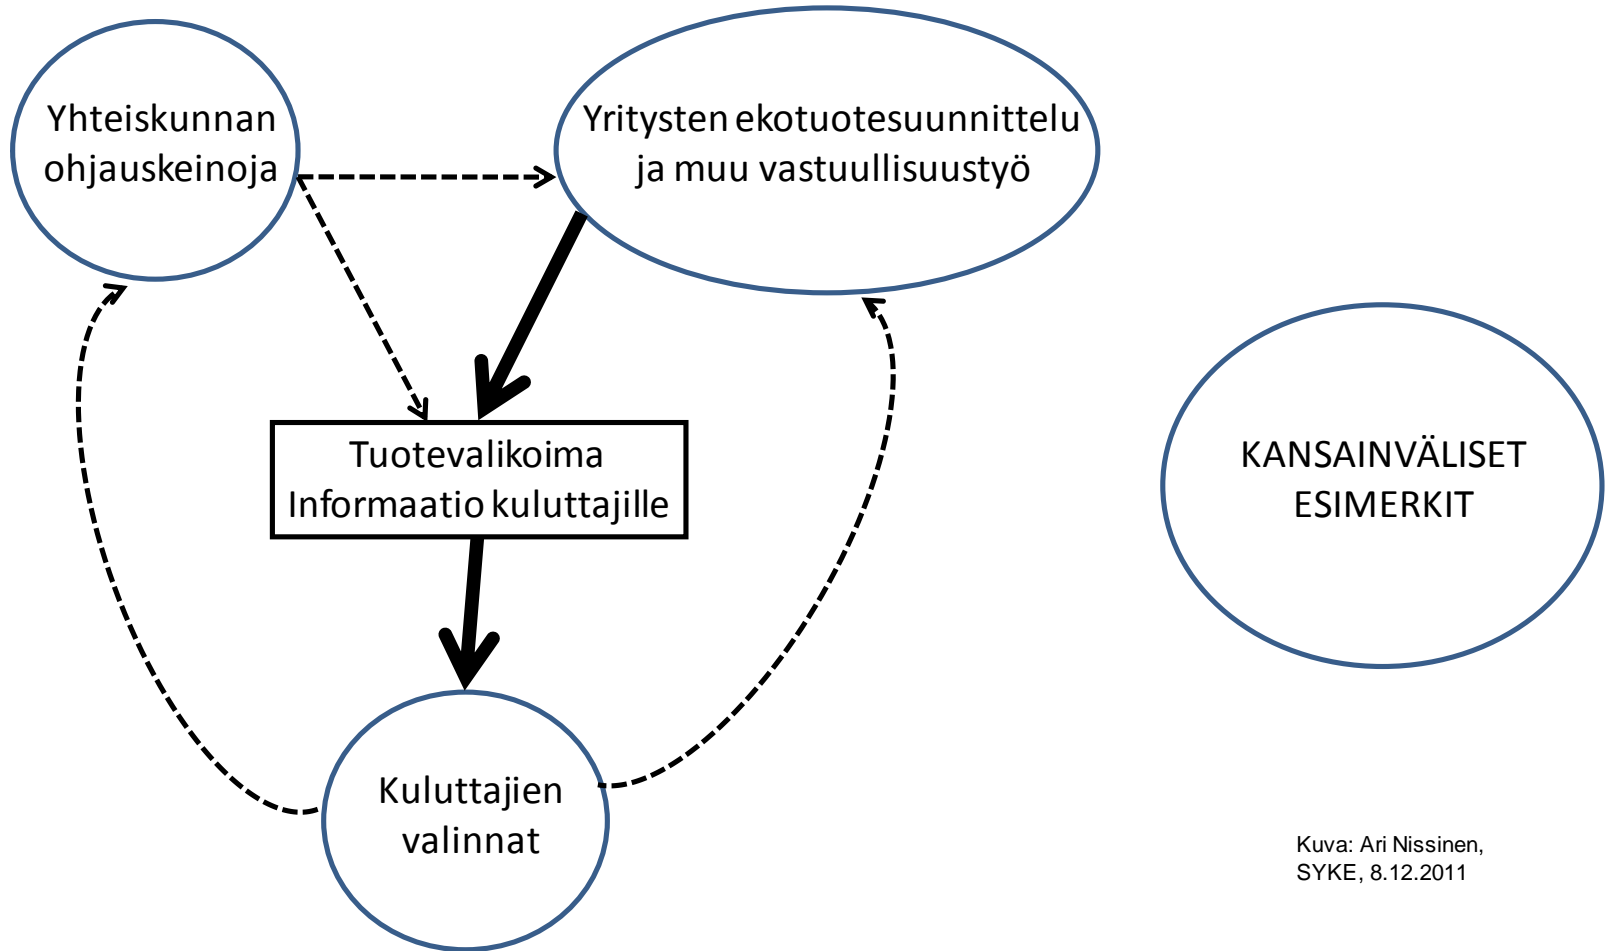 Yhteiskunnan
ohjauskeinoja
Yritysten ekotuotesuunnittelu
ja muu vastuullisuustyö
Tuotevalikoima
Informaatio kuluttajille
KANSAINVÄLISET
ESIMERKIT
Kuluttajien
valinnat
Kuva: Ari Nissinen,
SYKE, 8.12.2011